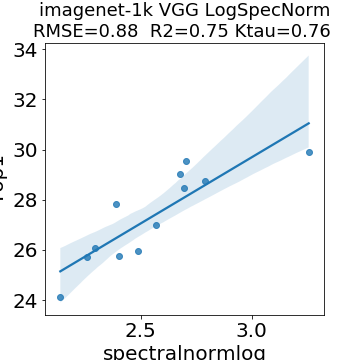 imagenet-1k VGG LogSpecNorm
RMSE=0.88 R2=0.75 Ktau=0.76
34
32
30
28
26
24
2.5 3.0
spectralnormlog